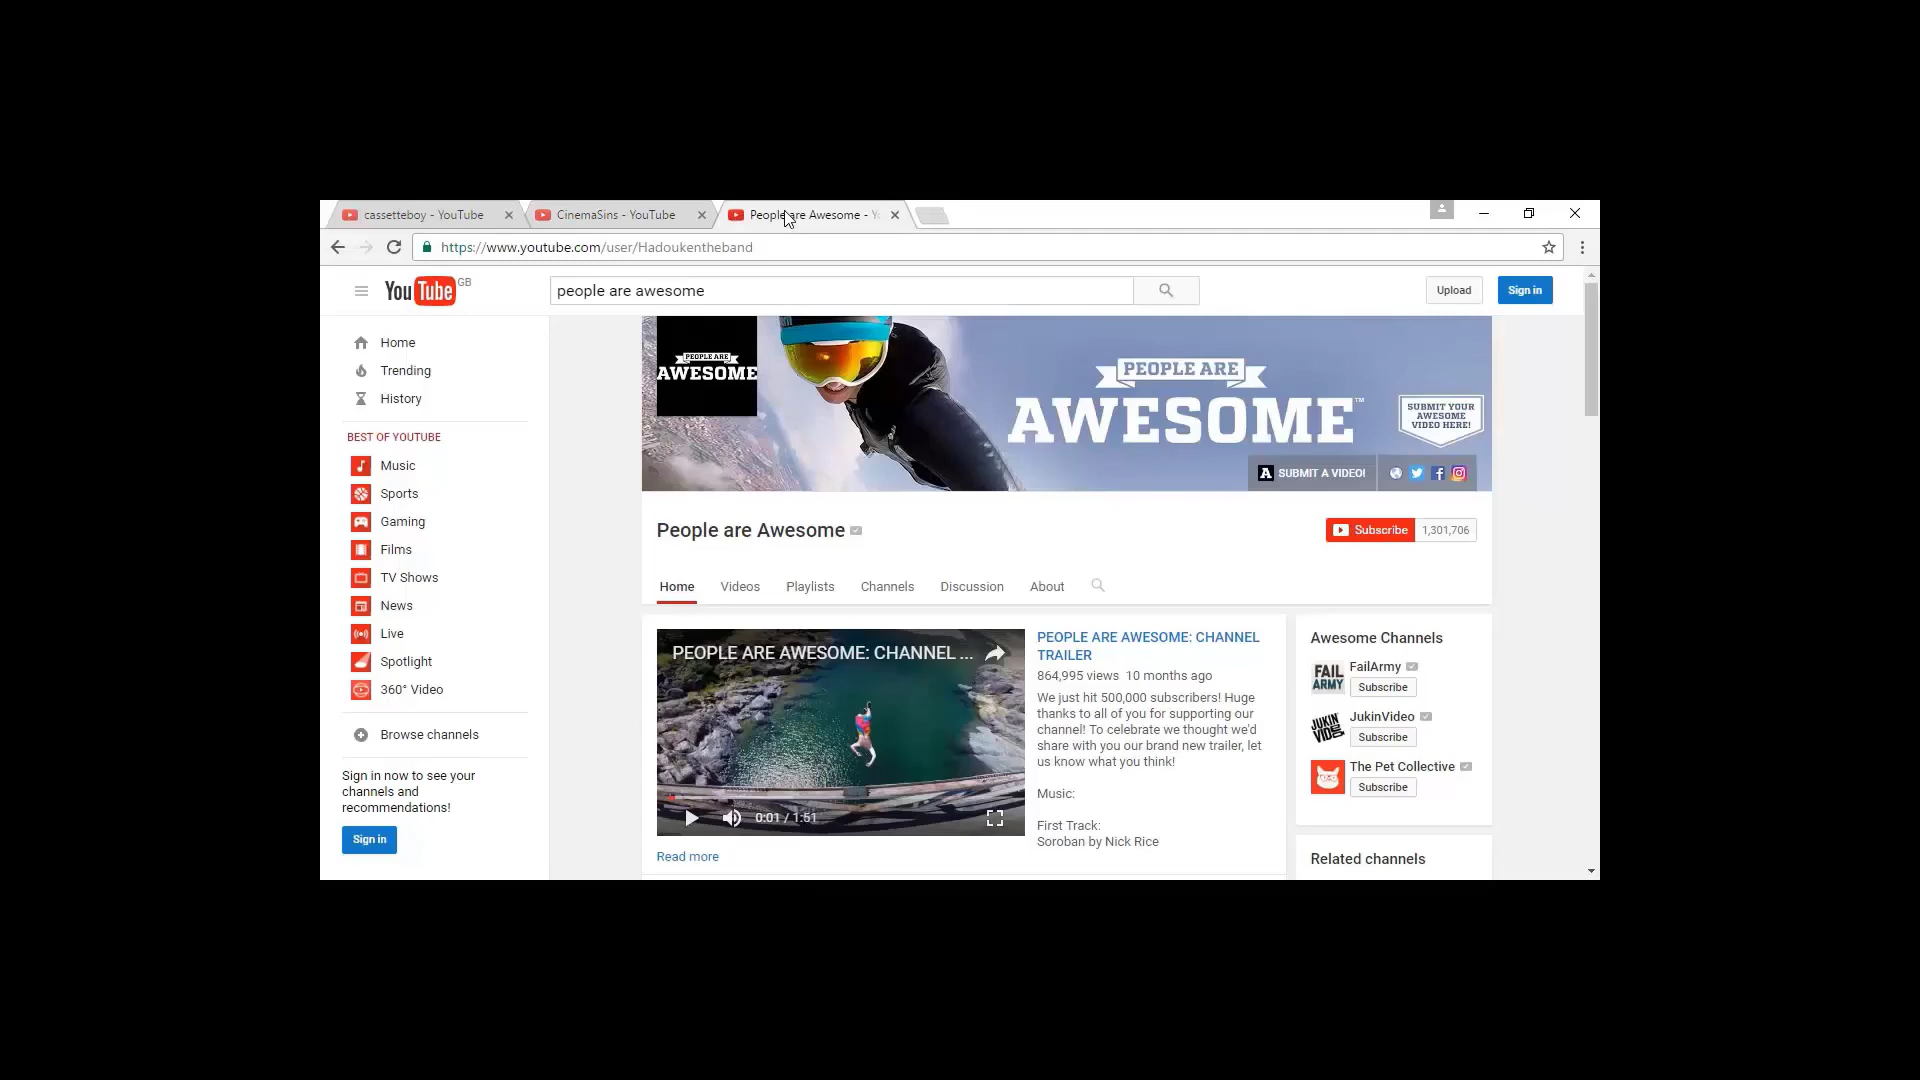 cassetteboy - YouTube
CinemaSins - YouTube
People are Awesome - Y
https://www.youtube.com/user/Hadoukentheband
YouTube GB
people are awesome
Upload
Sign in
Home
Trending
History
BEST OF YOUTUBE
Music
Sports
Gaming
Films
TV Shows
News
Live
Spotlight
360° Video
Browse channels
Sign in now to see your
channels and
recommendations!
Sign in
PEOPLE ARE
AWESOME
PEOPLE ARE
AWESOME™
SUBMIT YOUR
AWESOME
VIDEO HERE!
A SUBMIT A VIDEO!
People are Awesome
Subscribe 1,301,706
Home Videos Playlists Channels Discussion About
PEOPLE ARE AWESOME: CHANNEL ...
0:01 / 1:51
Read more
PEOPLE ARE AWESOME: CHANNEL
TRAILER
864,995 views 10 months ago
We just hit 500,000 subscribers! Huge
thanks to all of you for supporting our
channel! To celebrate we thought we'd
share with you our brand new trailer, let
us know what you think!
Music:
First Track:
Soroban by Nick Rice
Awesome Channels
FAIL
ARMY
FailArmy
Subscribe
JUKIN
VIDEO
JukinVideo
Subscribe
The Pet Collective
Subscribe
Related channels